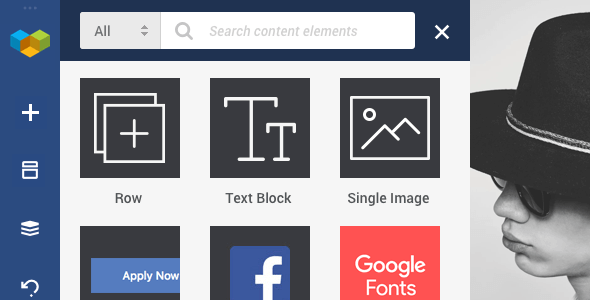 All
Search content elements
Row
Text Block
Single Image
Apply Now
Google
Fonts